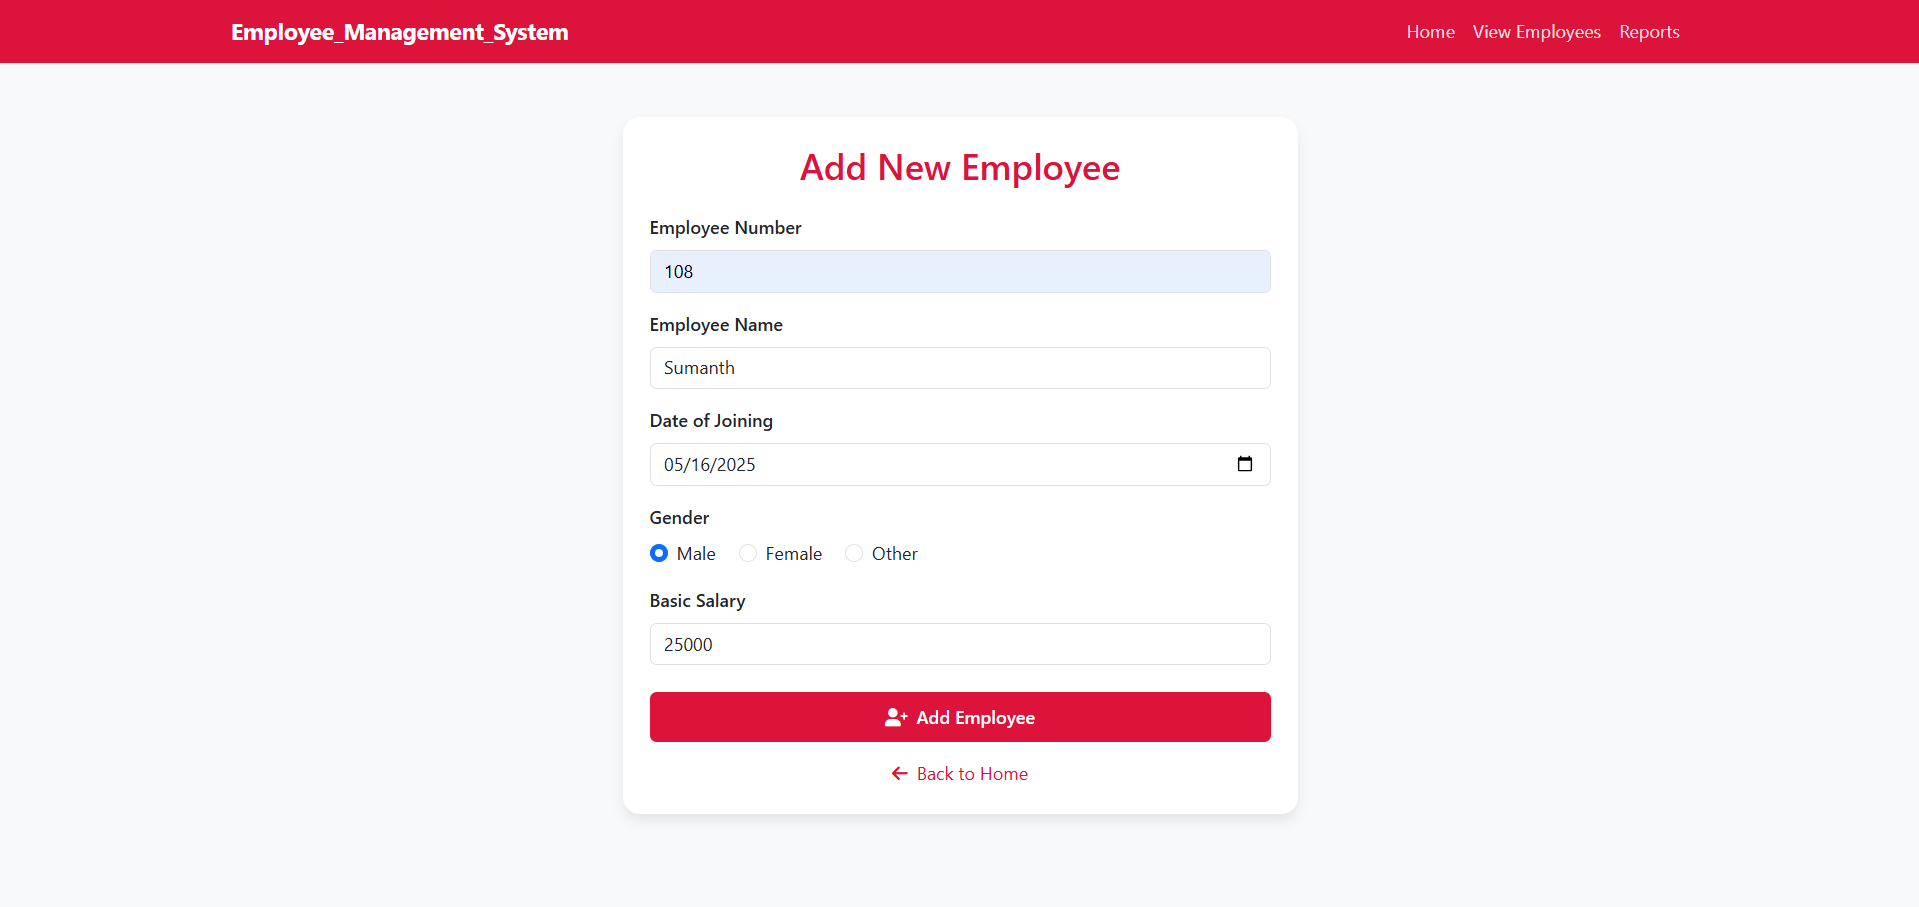 Employee_Management_System Home View Employees Reports
Add New Employee
Employee Number
108
Employee Name
Sumanth
Date of Joining
05/16/2025
Gender
Male Female Other
Basic Salary
25000
Add Employee
Back to Home